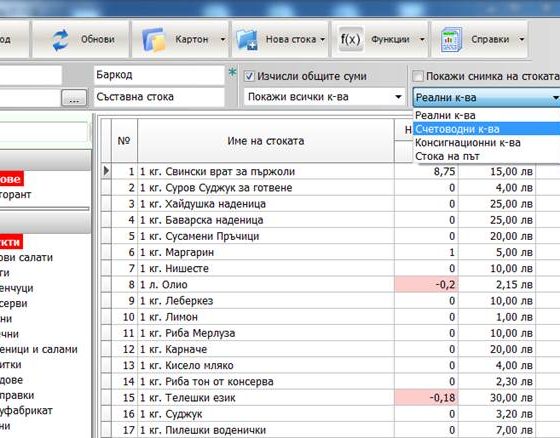 од Обнови Картон Нова стока f(x) Функции Справки
Баркод * Изчисли общите суми Покажи снимка на стоката
... Съставна стока Покажи всички к-ва Реални к-ва
Реални к-ва
Счетоводни к-ва
Консигнационни к-ва
Стока на път
№ Име на стоката Н
ове
торант
кти
ови салати
ги
енчуци
серви
ни
ечни
еници и салами
итки
дове
правки
уфабрикат
ни
1 1 кг. Свински врат за пържоли 8,75 15,00 лв
2 1 кг. Суров Суджук за готвене 0 4,00 лв
3 1 кг. Хайдушка наденица 0 25,00 лв
4 1 кг. Баварска наденица 0 25,00 лв
5 1 кг. Сусамени Пръчици 0 20,00 лв
6 1 кг. Маргарин 1 5,00 лв
7 1 кг. Нишесте 0 10,00 лв
8 1 л. Олио -0,2 2,15 лв
9 1 кг. Леберкез 0 10,00 лв
10 1 кг. Лимон 0 1,00 лв
11 1 кг. Риба Мерлуза 0 10,00 лв
12 1 кг. Карначе 0 20,00 лв
13 1 кг. Кисело мляко 0 4,00 лв
14 1 кг. Риба тон от консерва 0 2,30 лв
15 1 кг. Телешки език -0,18 30,00 лв
16 1 кг. Суджук 0 3,20 лв
17 1 кг. Пилешки воденички 0 7,00 лв